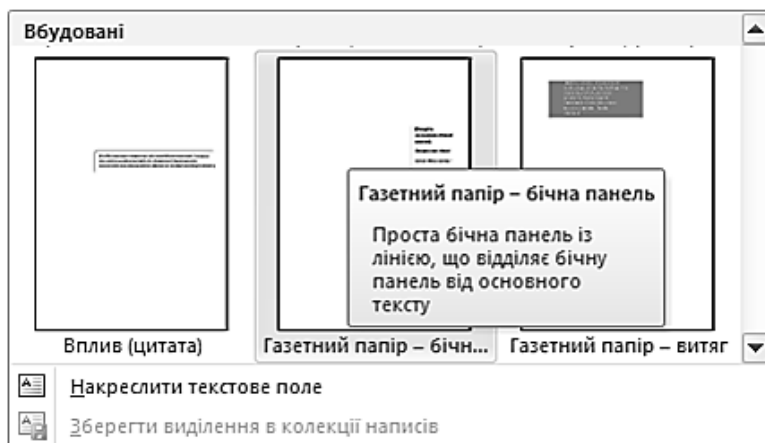 Вбудовані
Газетний папір – бічна панель
Проста бічна панель із
лінією, що відділяє бічну
панель від основного
тексту
Вплив (цитата)
Газетний папір – бічн...
Газетний папір – витяг
Накреслити текстове поле
Зберегти виділення в колекції написів